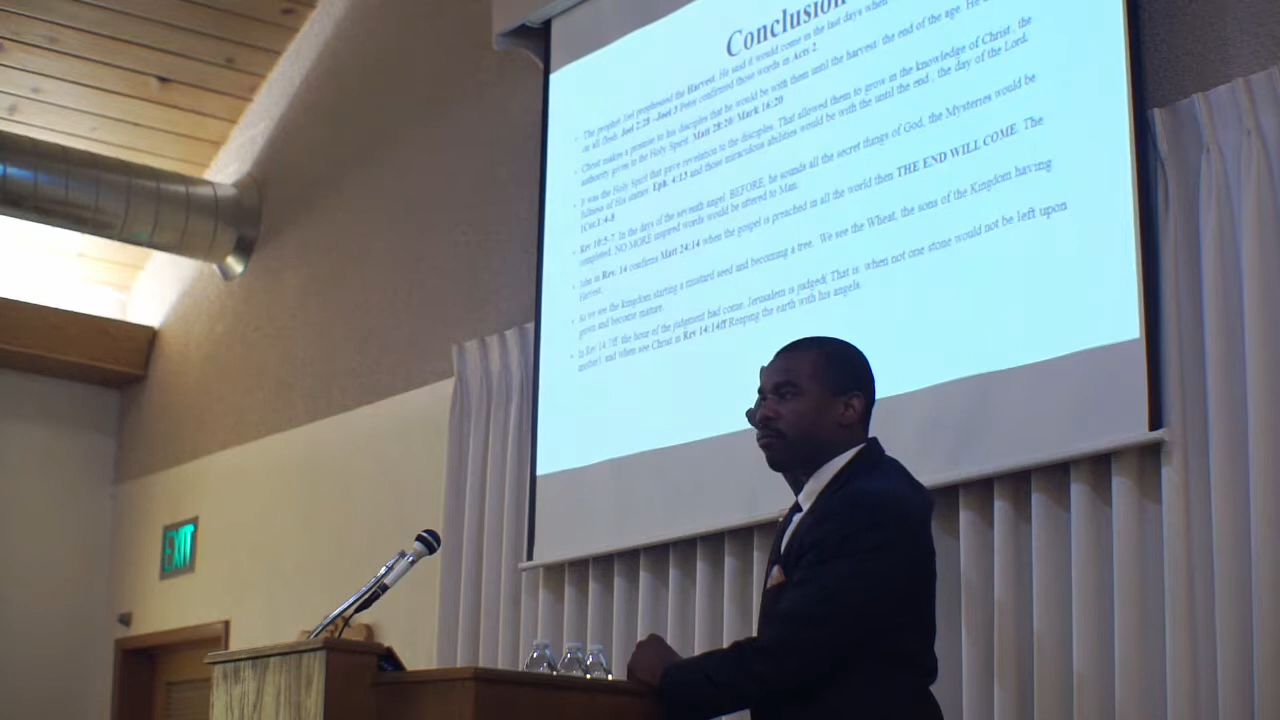 Conclusion
The prophet Joel prophesied the Harvest. He said it would come in the last days when
on all flesh. Joel 2:28 -Joel 3 Peter confirmed those words in Acts 2.
Christ makes a promise to his disciples that he would be with them until the harvest: the end of the age. He
authority given to the Holy Spirit. Matt 28:20/ Mark 16:20
It was the Holy Spirit that gave revelation to the disciples. That allowed them to grow in the knowledge of Christ , the
fullness of His stature. Eph. 4:13 and those miraculous abilities would be with the until the end , the day of the Lord.
1Cor.1:4-8
Rev 10:5-7. In the days of the seventh angel. BEFORE, he sounds all the secret things of God, the Mysteries would be
completed. NO MORE inspired words would be uttered to Man.
John in Rev. 14 confirms Matt 24:14 when the gospel is preached in all the world then THE END WILL COME. The
Harvest.
So we see the kingdom starting a mustard seed and becoming a tree. We see the Wheat, the sons of the Kingdom having
grown and become mature.
In Rev 14:7ff, the hour of the judgment had come. Jerusalem is judged( That is: when not one stone would not be left upon
another), and when see Christ in Rev 14:14ff Reaping the earth with his angels.
EXIT